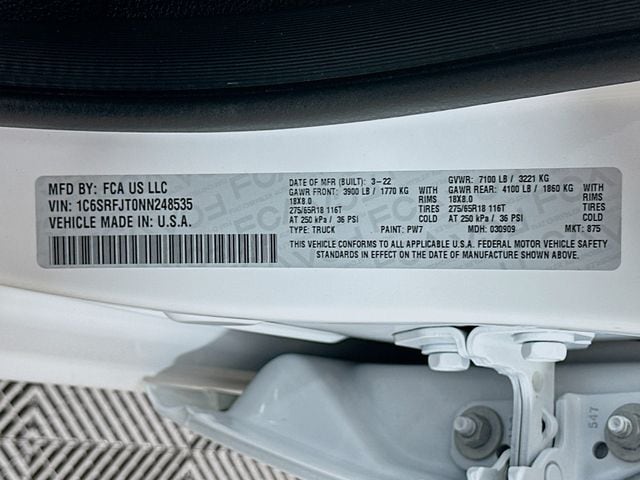 MFD BY: FCA US LLC
VIN: 1C6SRFJT0NN248535
VEHICLE MADE IN: U.S.A.
DATE OF MFR (BUILT): 3-22 GVWR: 7100 LB / 3221 KG
GAWR FRONT: 3900 LB / 1770 KG WITH GAWR REAR: 4100 LB / 1860 KG WITH
18X8.0 RIMS 18X8.0 RIMS
275/65R18 116T TIRES 275/65R18 116T TIRES
AT 250 kPa / 36 PSI COLD AT 250 kPa / 36 PSI COLD
TYPE: TRUCK PAINT: PW7 MDH: 030909 MKT: 875
THIS VEHICLE CONFORMS TO ALL APPLICABLE U.S.A. FEDERAL MOTOR VEHICLE SAFETY
STANDARDS IN EFFECT ON THE DATE OF MANUFACTURE SHOWN ABOVE.
547